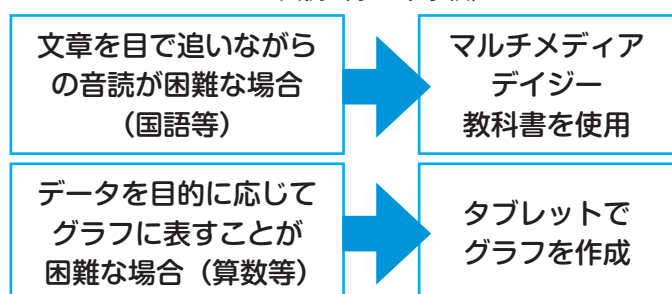 文章を目で追いながら
の音読が困難な場合
（国語等）
マルチメディア
デイジー
教科書を使用
データを目的に応じて
グラフに表すことが
困難な場合（算数等）
タブレットで
グラフを作成